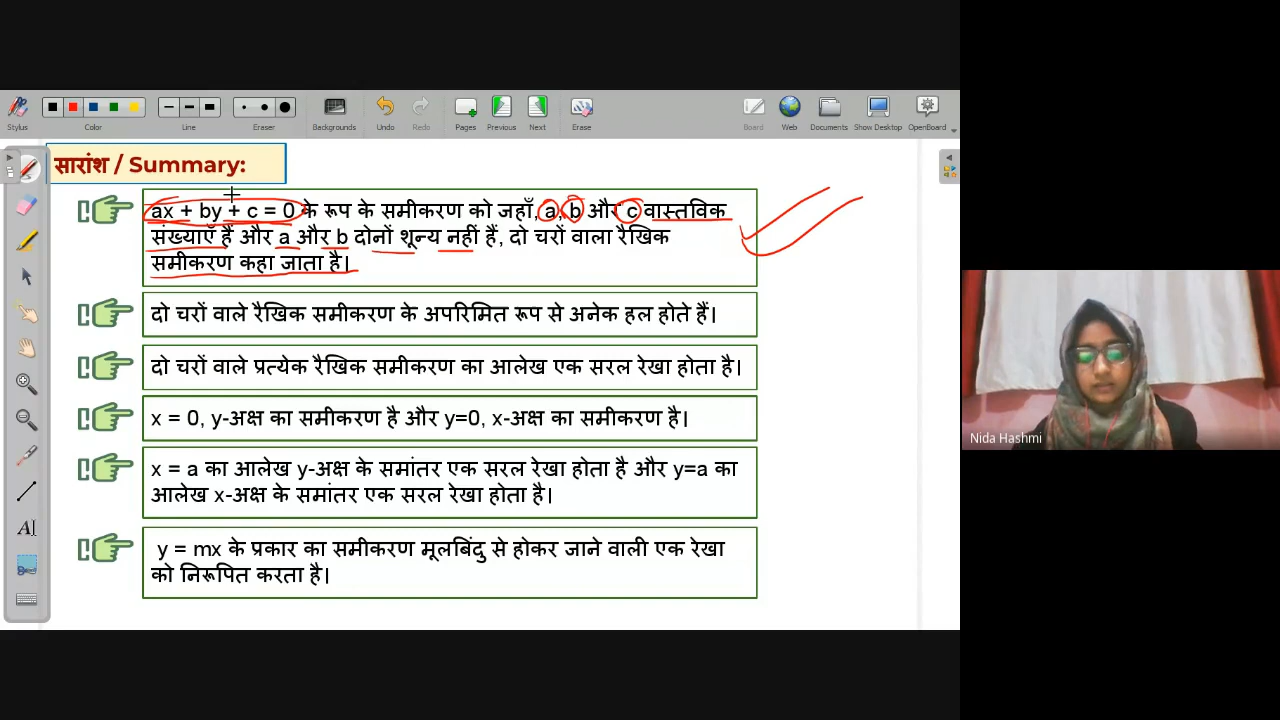 Stylus
Color
Line
Eraser
Backgrounds
Undo
Redo
Pages
Previous
Next
Erase
Board
Web
Documents
Show Desktop
OpenBoard
सारांश / Summary:
ax + by + c = 0 के रूप के समीकरण को जहाँ, a, b और c वास्तविक
संख्याएँ हैं और a और b दोनों शून्य नहीं हैं, दो चरों वाला रैखिक
समीकरण कहा जाता है।
दो चरों वाले रैखिक समीकरण के अपरिमित रूप से अनेक हल होते हैं।
दो चरों वाले प्रत्येक रैखिक समीकरण का आलेख एक सरल रेखा होता है।
x = 0, y-अक्ष का समीकरण है और y=0, x-अक्ष का समीकरण है।
x = a का आलेख y-अक्ष के समांतर एक सरल रेखा होता है और y=a का
आलेख x-अक्ष के समांतर एक सरल रेखा होता है।
y = mx के प्रकार का समीकरण मूलबिंदु से होकर जाने वाली एक रेखा
को निरूपित करता है।
Nida Hashmi